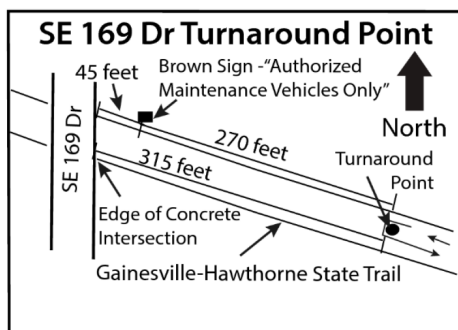 SE 169 Dr Turnaround Point
45 feet
Brown Sign -“Authorized
Maintenance Vehicles Only”
North
SE 169 Dr
270 feet
315 feet
Turnaround
Point
Edge of Concrete
Intersection
Gainesville-Hawthorne State Trail